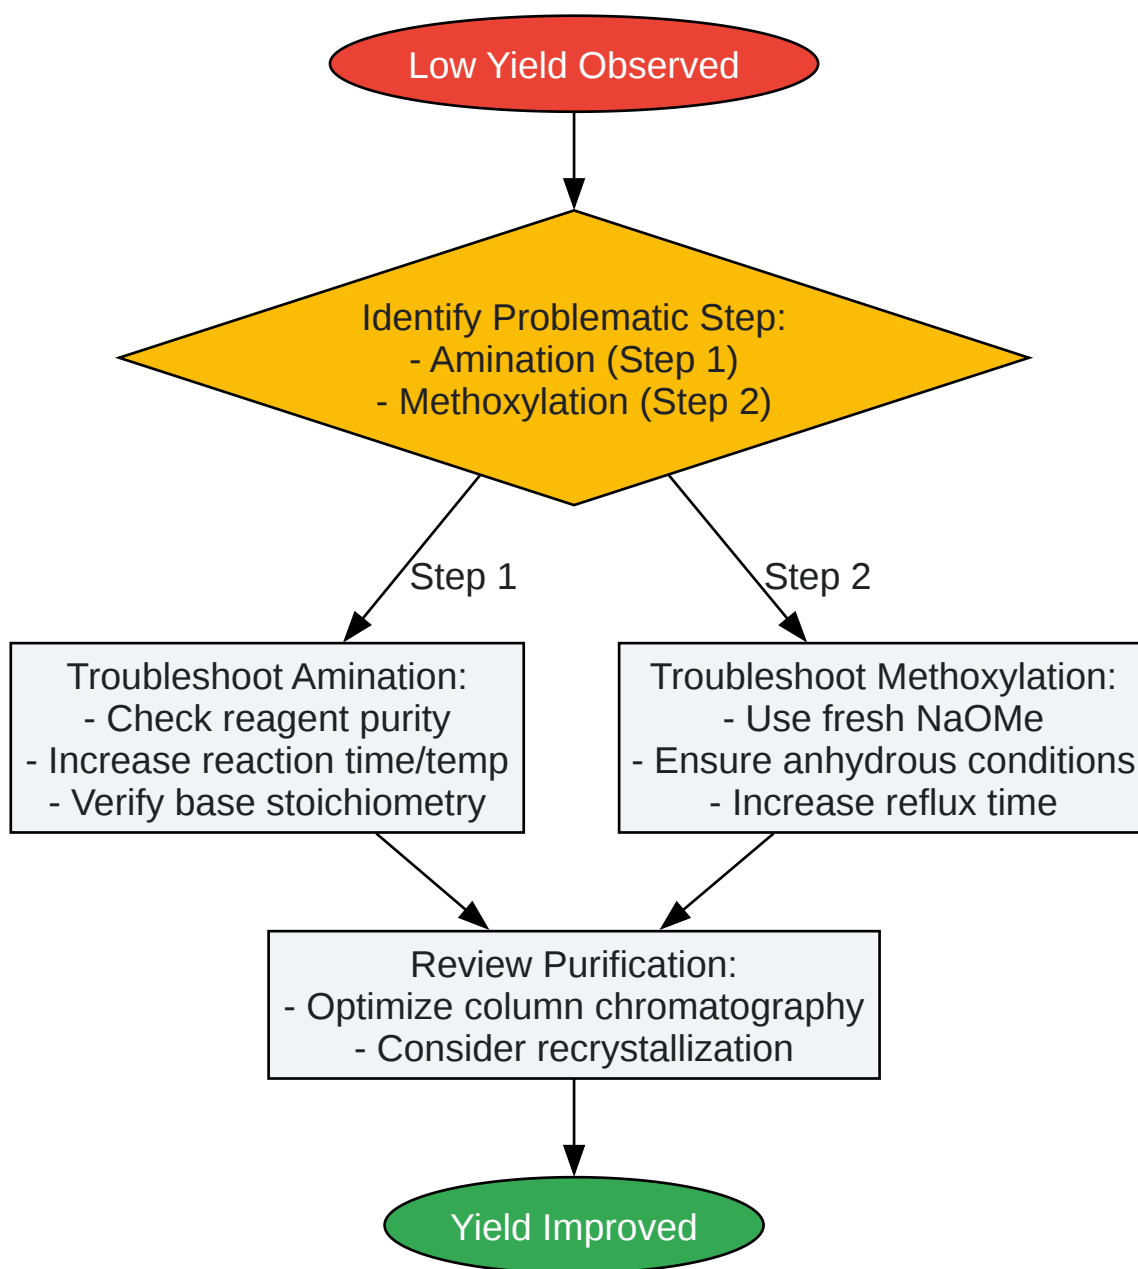 Low Yield Observed
Identify Problematic Step:
- Amination (Step 1)
- Methoxylation (Step 2)
Step 1
Step 2
Troubleshoot Amination:
- Check reagent purity
- Increase reaction time/temp
- Verify base stoichiometry
Troubleshoot Methoxylation:
- Use fresh NaOMe
- Ensure anhydrous conditions
- Increase reflux time
Review Purification:
- Optimize column chromatography
- Consider recrystallization
Yield Improved